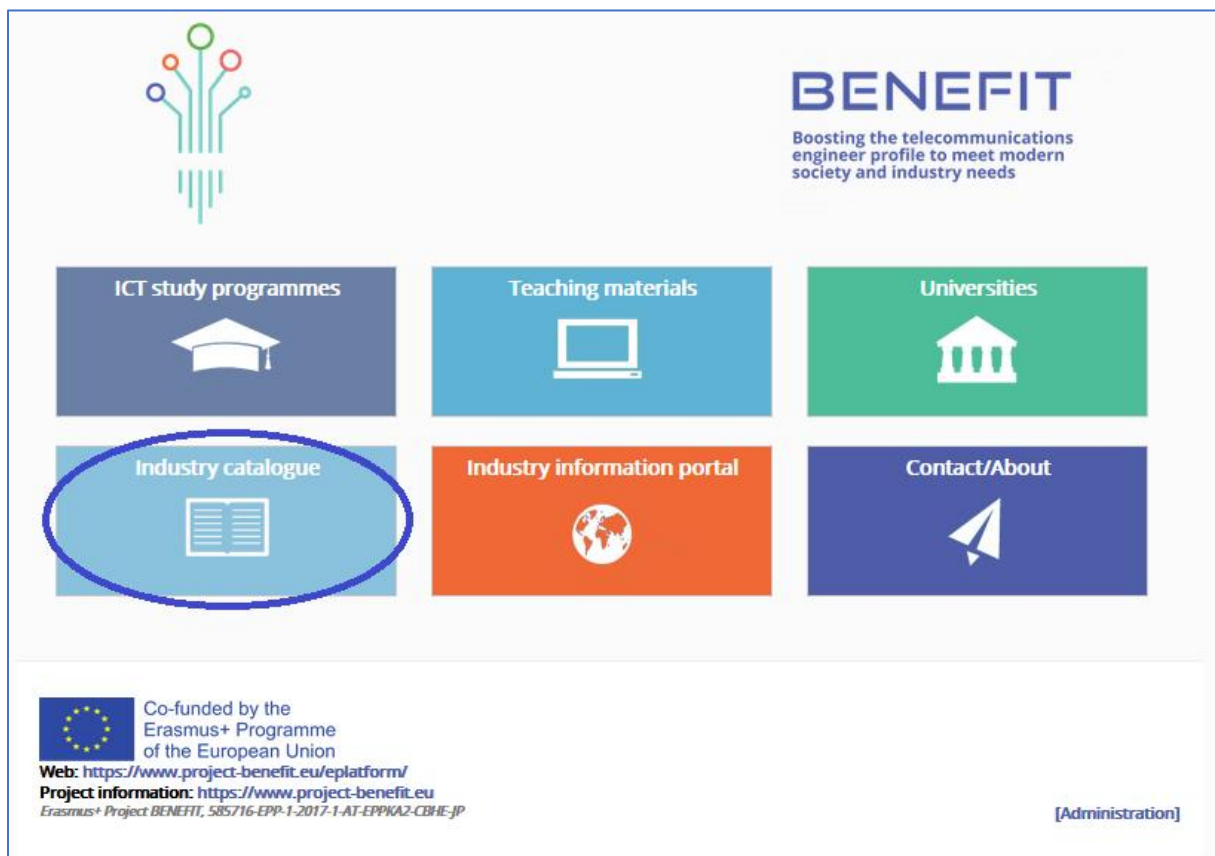 BENEFIT
Boosting the telecommunications
engineer profile to meet modern
society and industry needs
ICT study programmes
Teaching materials
Universities
Industry catalogue
Industry information portal
Contact/About
Co-funded by the
Erasmus+ Programme
of the European Union
Web: https://www.project-benefit.eu/eplatform/
Project information: https://www.project-benefit.eu
Erasmus+ Project BENEFIT, 585716-EPP-1-2017-1-AT-EPPKA2-CBHE-JP
[Administration]